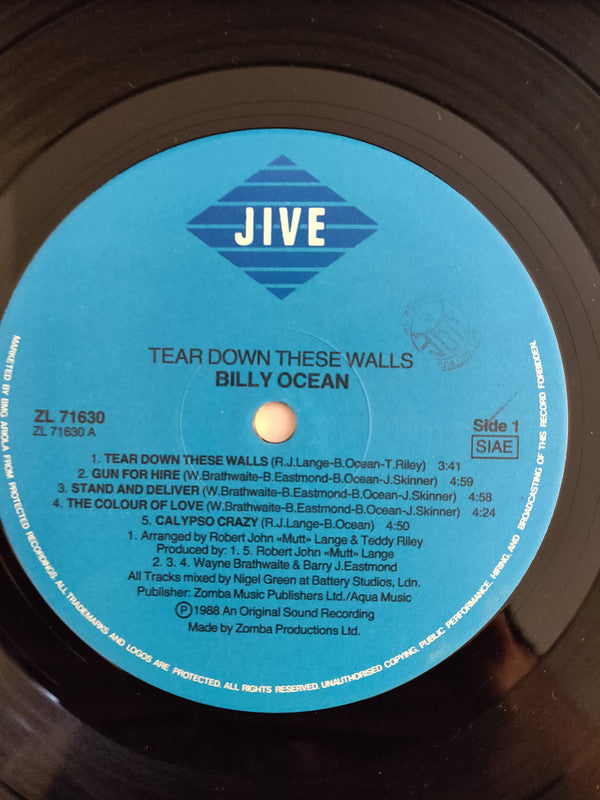 JIVE
TEAR DOWN THESE WALLS
BILLY OCEAN
ZL 71630
ZL 71630 A
Side 1
SIAE
1. TEAR DOWN THESE WALLS (R.J.Lange-B.Ocean-T.Riley) 3:41
2. GUN FOR HIRE (W.Brathwaite-B.Eastmond-B.Ocean-J.Skinner) 4:59
3. STAND AND DELIVER (W.Brathwaite-B.Eastmond-B.Ocean-J.Skinner) 4:58
4. THE COLOUR OF LOVE (W.Brathwaite-B.Eastmond-B.Ocean-J.Skinner) 4:24
5. CALYPSO CRAZY (R.J.Lange-B.Ocean) 4:50
1. Arranged by Robert John «Mutt» Lange & Teddy Riley
Produced by: 1. 5. Robert John «Mutt» Lange
2. 3. 4. Wayne Brathwaite & Barry J.Eastmond
All Tracks mixed by Nigel Green at Battery Studios, Ldn.
Publisher: Zomba Music Publishers Ltd./Aqua Music
Ⓟ 1988 An Original Sound Recording
Made by Zomba Productions Ltd.
MARKETED BY BMG ARIOLA FROM PROTECTED RECORDINGS. ALL TRADEMARKS AND LOGOS ARE PROTECTED. ALL RIGHTS RESERVED. UNAUTHORISED COPYING, PUBLIC PERFORMANCE, HIRING, AND BROADCASTING OF THIS RECORD FORBIDDEN.